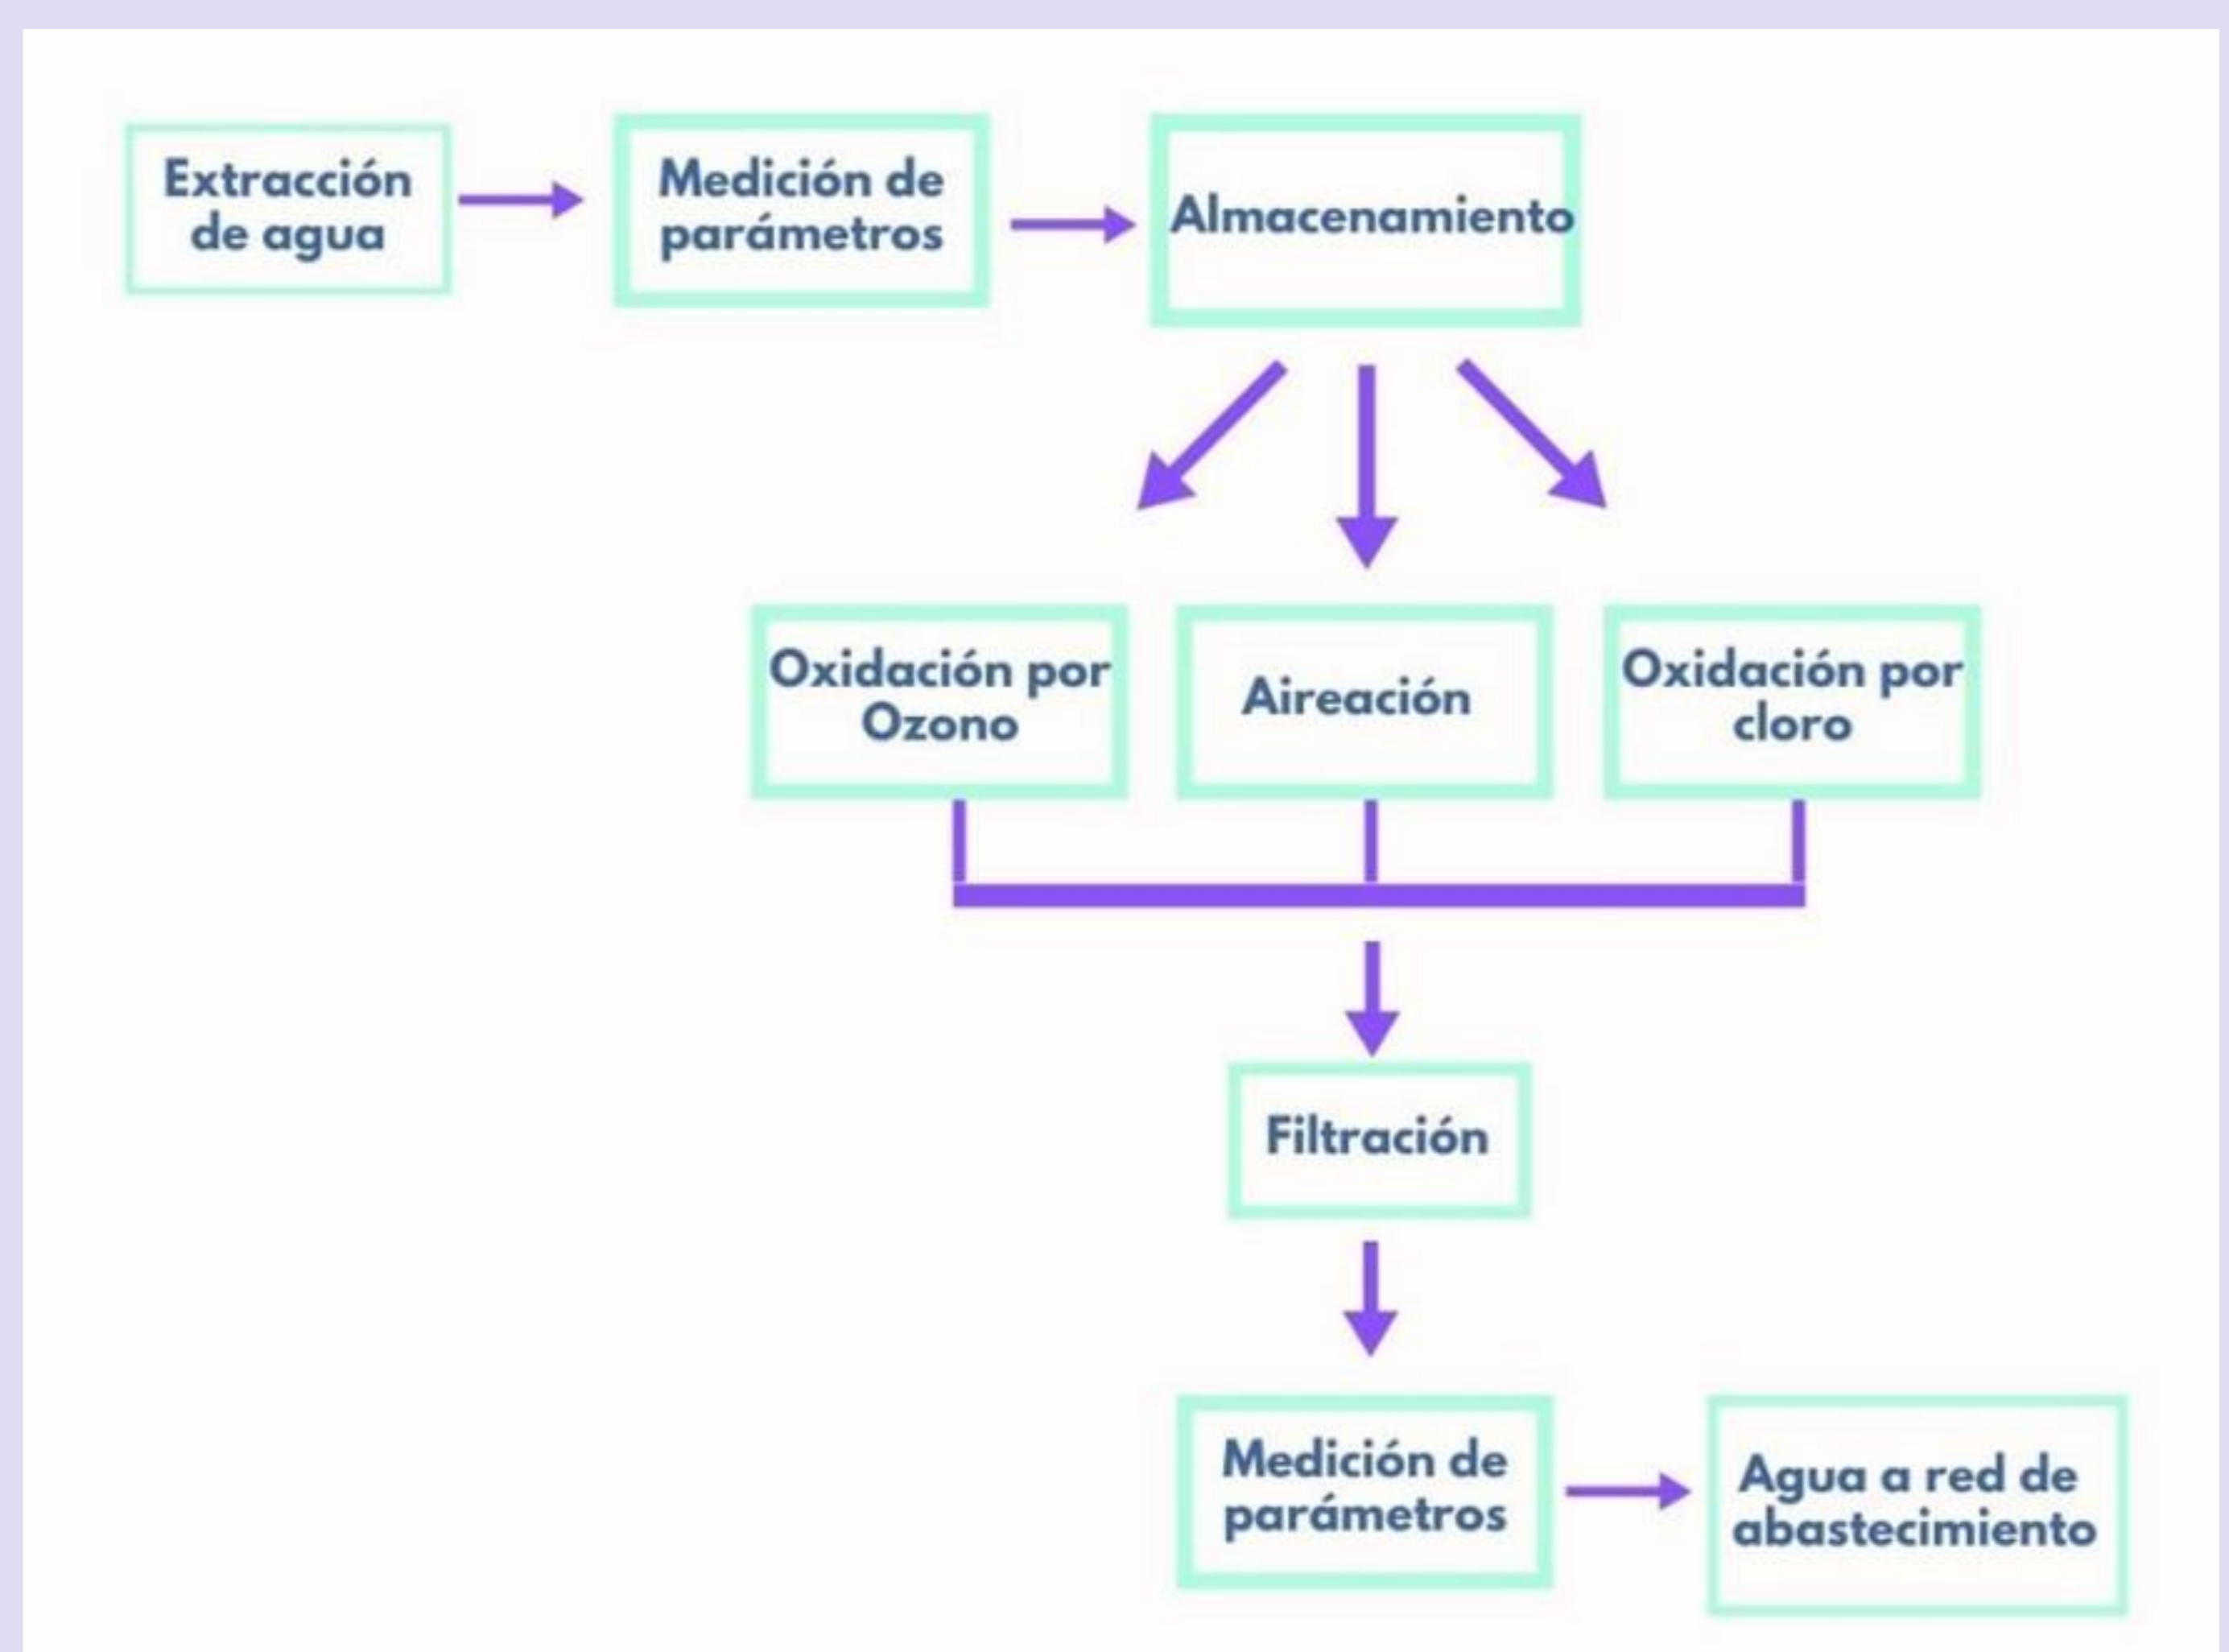 Extracción
de agua
Medición de
parámetros
Almacenamiento
Oxidación por
Ozono
Aireación
Oxidación por
cloro
Filtración
Medición de
parámetros
Agua a red de
abastecimiento